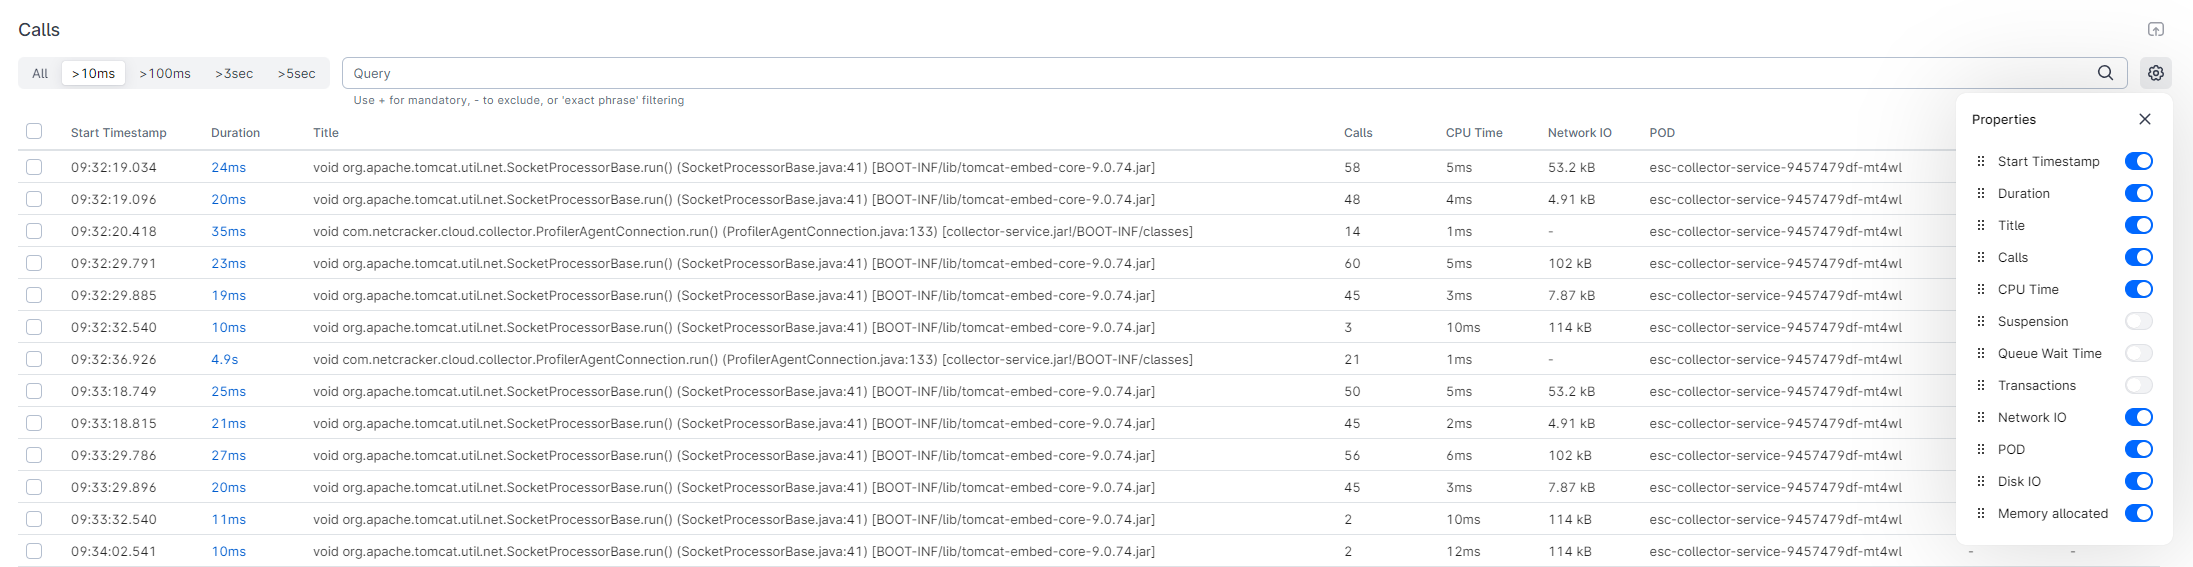 Calls
All >10ms >100ms >3sec >5sec Query
Use + for mandatory, - to exclude, or 'exact phrase' filtering
Start Timestamp Duration Title Calls CPU Time Network IO POD
09:32:19.034 24ms void org.apache.tomcat.util.net.SocketProcessorBase.run() (SocketProcessorBase.java:41) [BOOT-INF/lib/tomcat-embed-core-9.0.74.jar] 58 5ms 53.2 kB esc-collector-service-9457479df-mt4wl
09:32:19.096 20ms void org.apache.tomcat.util.net.SocketProcessorBase.run() (SocketProcessorBase.java:41) [BOOT-INF/lib/tomcat-embed-core-9.0.74.jar] 48 4ms 4.91 kB esc-collector-service-9457479df-mt4wl
09:32:20.418 35ms void com.netcracker.cloud.collector.ProfilerAgentConnection.run() (ProfilerAgentConnection.java:133) [collector-service.jar!/BOOT-INF/classes] 14 1ms - esc-collector-service-9457479df-mt4wl
09:32:29.791 23ms void org.apache.tomcat.util.net.SocketProcessorBase.run() (SocketProcessorBase.java:41) [BOOT-INF/lib/tomcat-embed-core-9.0.74.jar] 60 5ms 102 kB esc-collector-service-9457479df-mt4wl
09:32:29.885 19ms void org.apache.tomcat.util.net.SocketProcessorBase.run() (SocketProcessorBase.java:41) [BOOT-INF/lib/tomcat-embed-core-9.0.74.jar] 45 3ms 7.87 kB esc-collector-service-9457479df-mt4wl
09:32:32.540 10ms void org.apache.tomcat.util.net.SocketProcessorBase.run() (SocketProcessorBase.java:41) [BOOT-INF/lib/tomcat-embed-core-9.0.74.jar] 3 10ms 114 kB esc-collector-service-9457479df-mt4wl
09:32:36.926 4.9s void com.netcracker.cloud.collector.ProfilerAgentConnection.run() (ProfilerAgentConnection.java:133) [collector-service.jar!/BOOT-INF/classes] 21 1ms - esc-collector-service-9457479df-mt4wl
09:33:18.749 25ms void org.apache.tomcat.util.net.SocketProcessorBase.run() (SocketProcessorBase.java:41) [BOOT-INF/lib/tomcat-embed-core-9.0.74.jar] 50 5ms 53.2 kB esc-collector-service-9457479df-mt4wl
09:33:18.815 21ms void org.apache.tomcat.util.net.SocketProcessorBase.run() (SocketProcessorBase.java:41) [BOOT-INF/lib/tomcat-embed-core-9.0.74.jar] 45 2ms 4.91 kB esc-collector-service-9457479df-mt4wl
09:33:29.786 27ms void org.apache.tomcat.util.net.SocketProcessorBase.run() (SocketProcessorBase.java:41) [BOOT-INF/lib/tomcat-embed-core-9.0.74.jar] 56 6ms 102 kB esc-collector-service-9457479df-mt4wl
09:33:29.896 20ms void org.apache.tomcat.util.net.SocketProcessorBase.run() (SocketProcessorBase.java:41) [BOOT-INF/lib/tomcat-embed-core-9.0.74.jar] 45 3ms 7.87 kB esc-collector-service-9457479df-mt4wl
09:33:32.540 11ms void org.apache.tomcat.util.net.SocketProcessorBase.run() (SocketProcessorBase.java:41) [BOOT-INF/lib/tomcat-embed-core-9.0.74.jar] 2 10ms 114 kB esc-collector-service-9457479df-mt4wl
09:34:02.541 10ms void org.apache.tomcat.util.net.SocketProcessorBase.run() (SocketProcessorBase.java:41) [BOOT-INF/lib/tomcat-embed-core-9.0.74.jar] 2 12ms 114 kB esc-collector-service-9457479df-mt4wl - -
Properties
Start Timestamp
Duration
Title
Calls
CPU Time
Suspension
Queue Wait Time
Transactions
Network IO
POD
Disk IO
Memory allocated